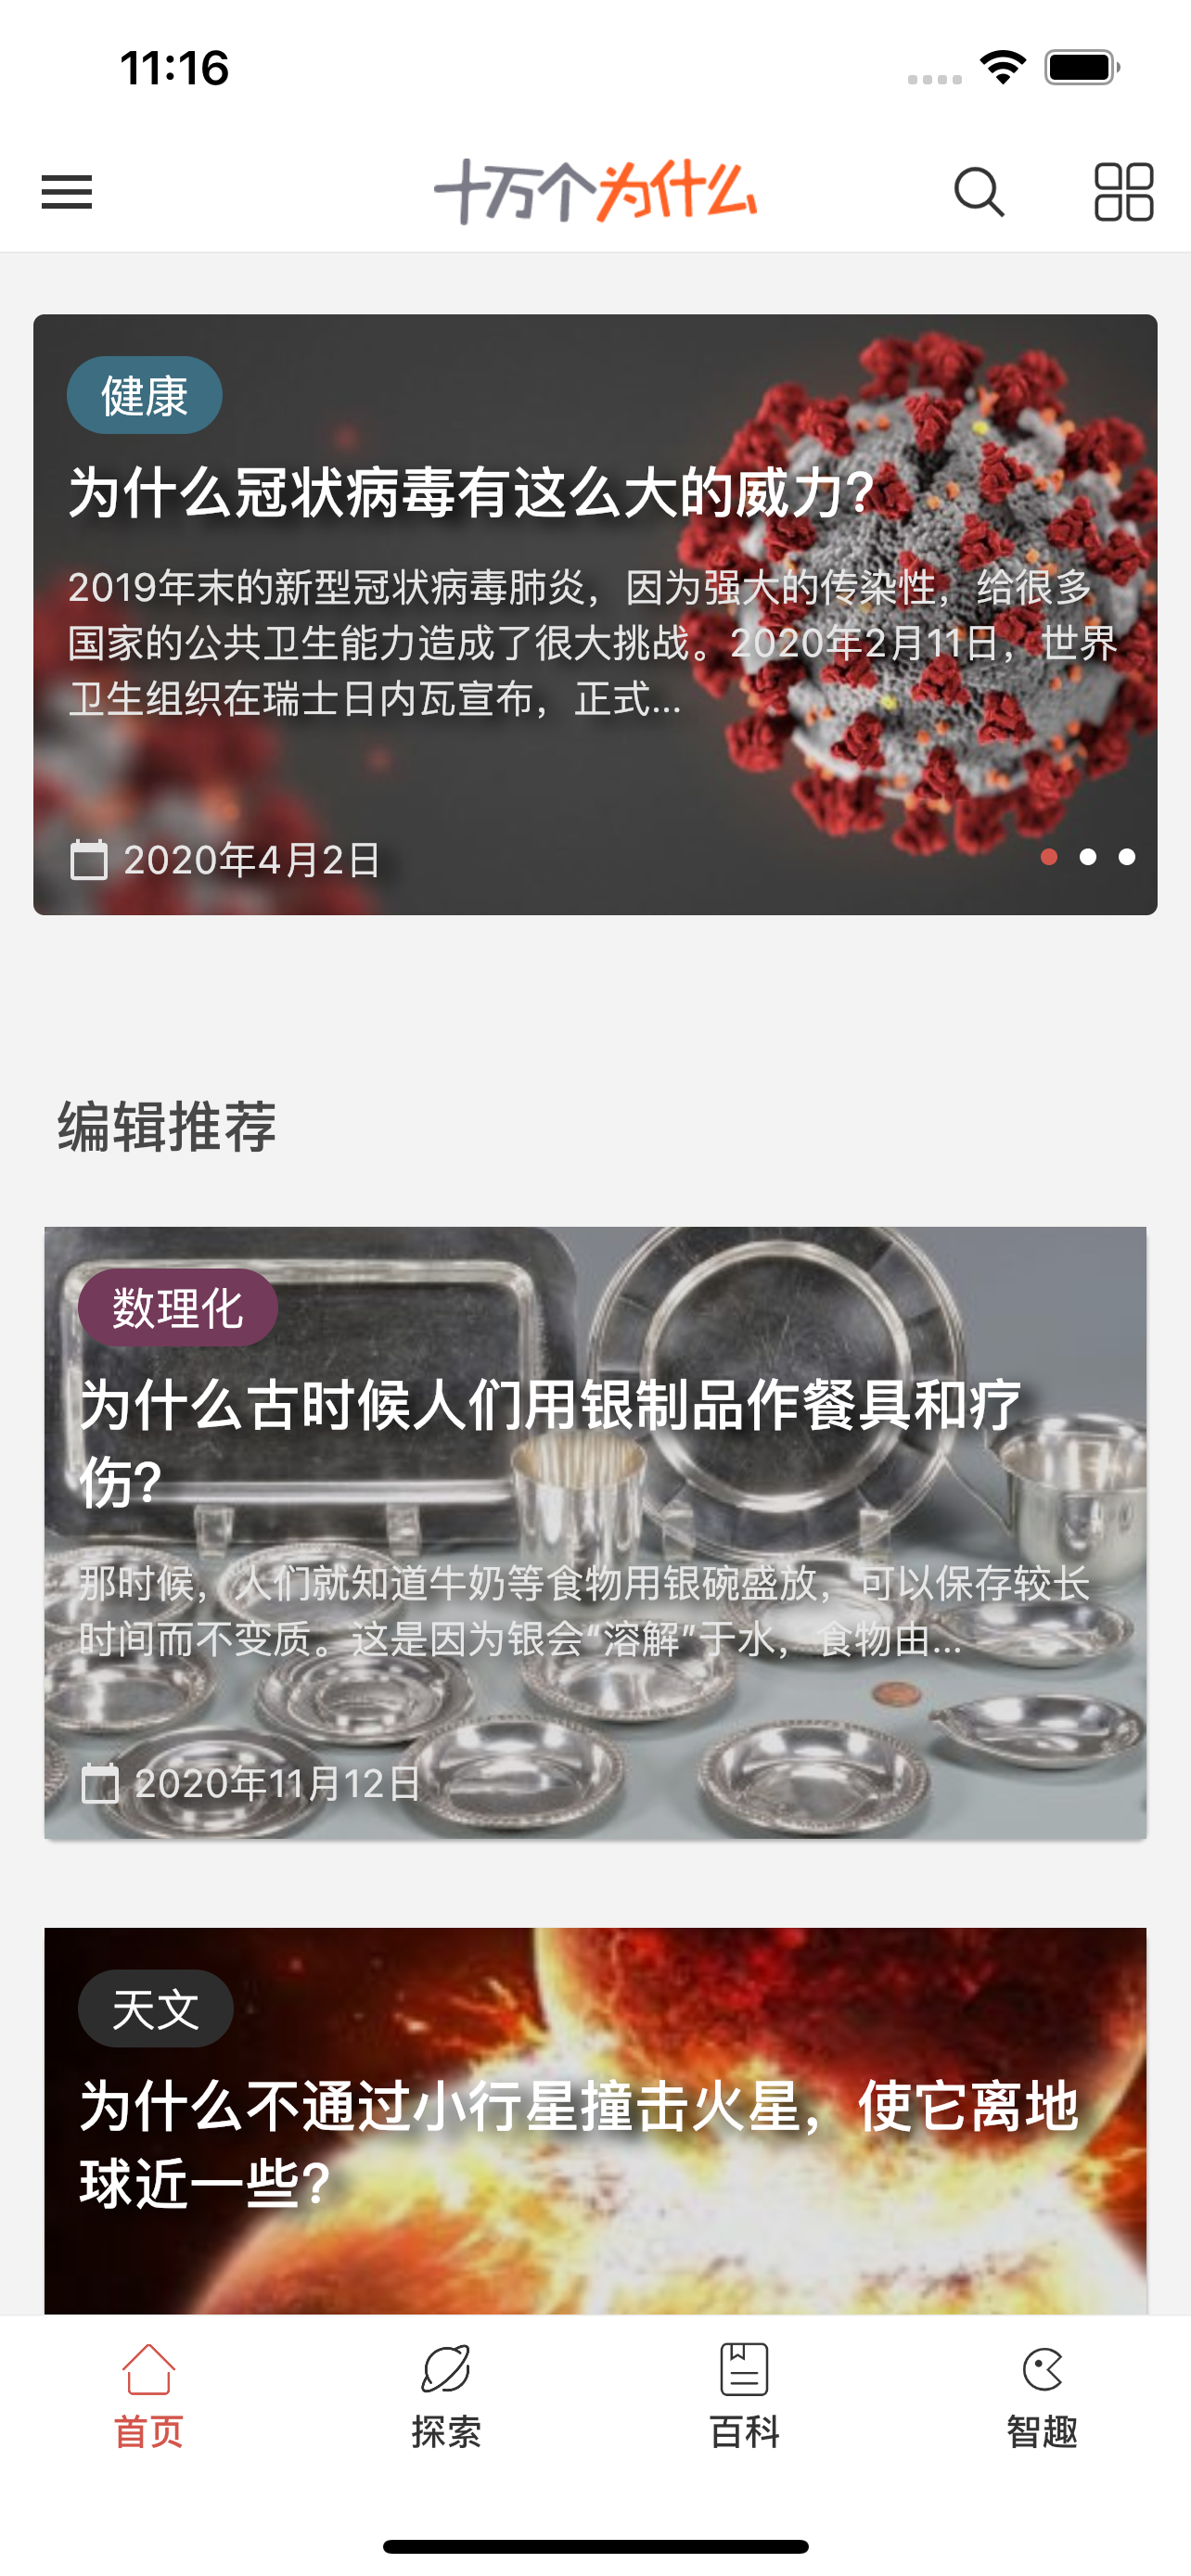 11:16
十万个为什么
健康
为什么冠状病毒有这么大的威力?
2019年末的新型冠状病毒肺炎，因为强大的传染性，给很多
国家的公共卫生能力造成了很大挑战。2020年2月11日，世界
卫生组织在瑞士日内瓦宣布，正式...
2020年4月2日
编辑推荐
数理化
为什么古时候人们用银制品作餐具和疗
伤?
那时候，人们就知道牛奶等食物用银碗盛放，可以保存较长
时间而不变质。这是因为银会“溶解”于水，食物由...
2020年11月12日
天文
为什么不通过小行星撞击火星，使它离地
球近一些?
首页
探索
百科
智趣